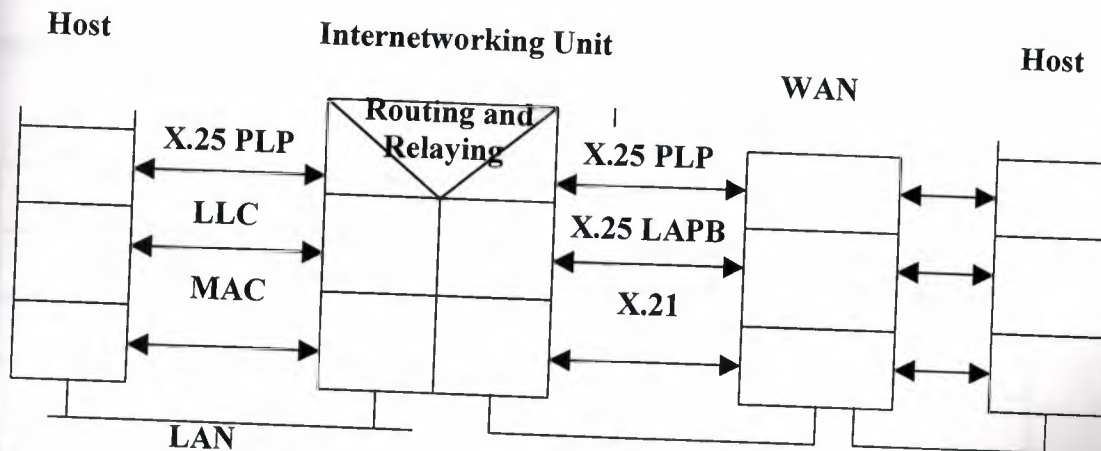 Host
Internetworking Unit
WAN
Host
Routing and
Relaying
X.25 PLP
X.25 PLP
LLC
X.25 LAPB
MAC
X.21
LAN